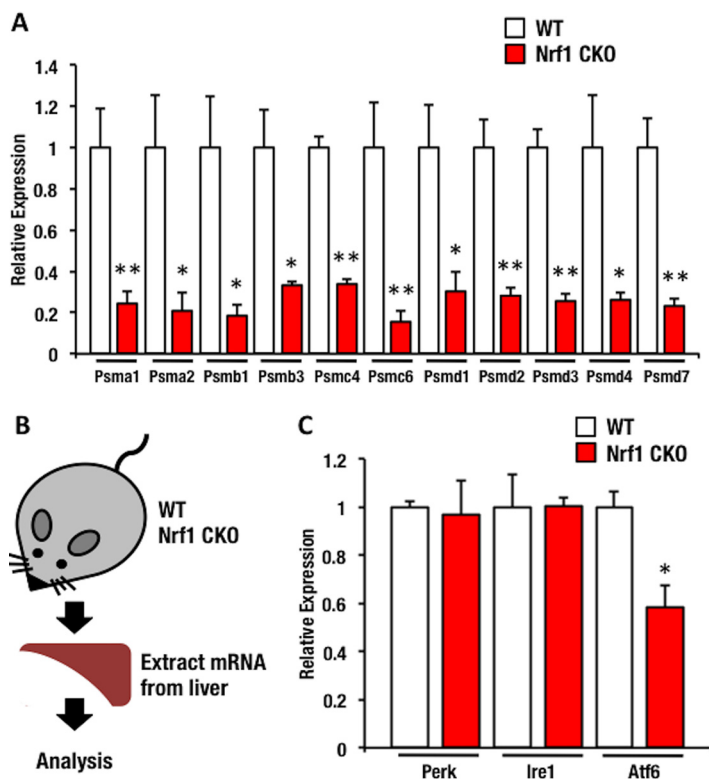 A
WT
Nrf1 CKO
Relative Expression
1.4
1.2
1
0.8
0.6
0.4
0.2
0
** * * * ** ** * ** ** * **
Psma1 Psma2 Psmb1 Psmb3 Psmc4 Psmc6 Psmd1 Psmd2 Psmd3 Psmd4 Psmd7
B
WT
Nrf1 CKO
Extract mRNA
from liver
Analysis
C
WT
Nrf1 CKO
Relative Expression
1.2
1
0.8
0.6
0.4
0.2
0
*
Perk Ire1 Atf6